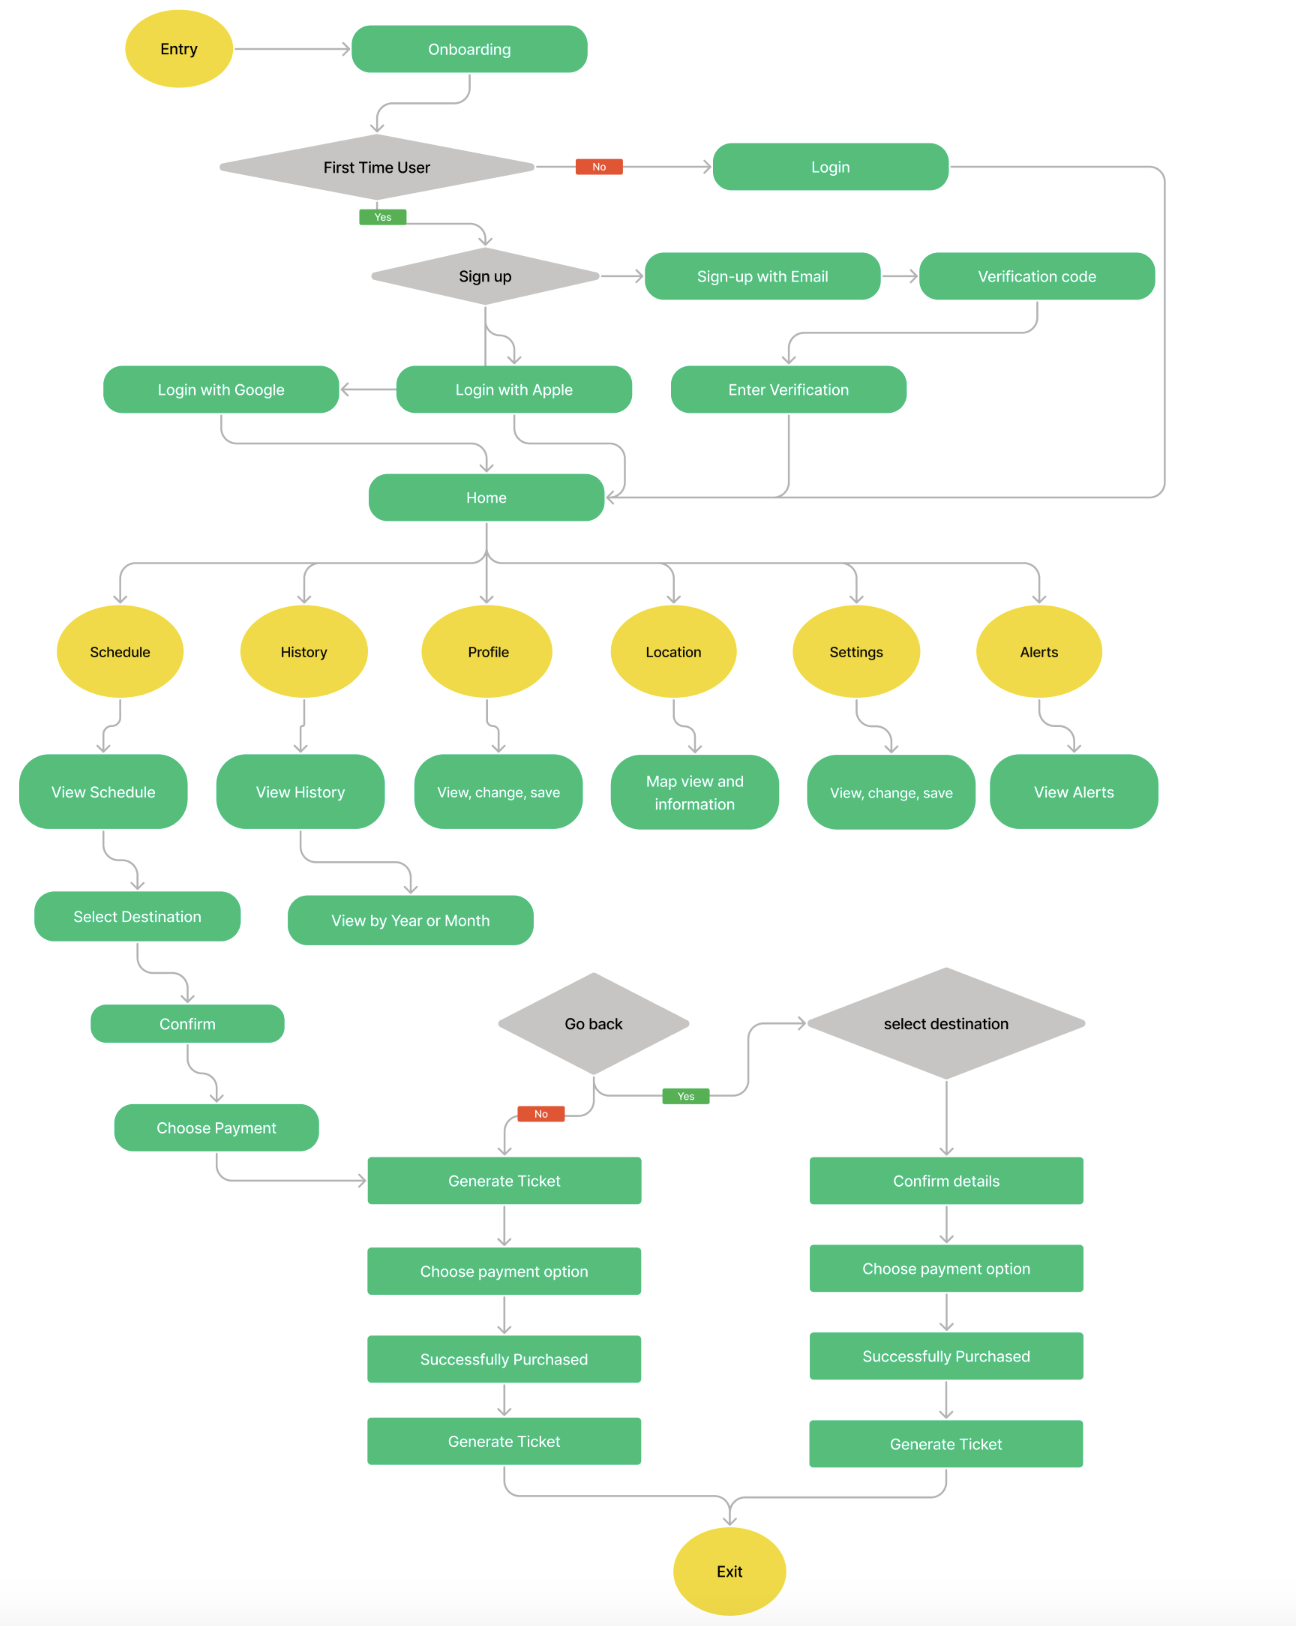 Entry
Onboarding
First Time User
No
Login
Yes
Sign up
Sign-up with Email
Verification code
Login with Google
Login with Apple
Enter Verification
Home
Schedule
History
Profile
Location
Settings
Alerts
View Schedule
View History
View, change, save
Map view and
information
View, change, save
View Alerts
Select Destination
View by Year or Month
Confirm
Go back
select destination
Yes
No
Choose Payment
Generate Ticket
Confirm details
Choose payment option
Choose payment option
Successfully Purchased
Successfully Purchased
Generate Ticket
Generate Ticket
Exit